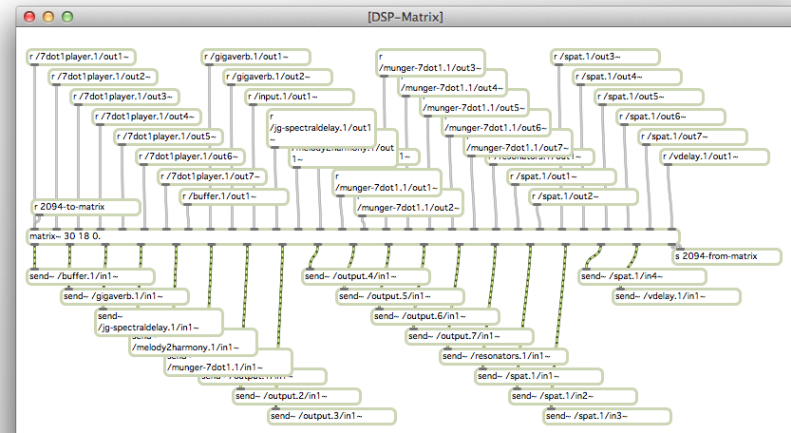 [DSP-Matrix]
r /7dot1player.1/out1~
r /7dot1player.1/out2~
r /7dot1player.1/out3~
r /7dot1player.1/out4~
r /7dot1player.1/out5~
r /7dot1player.1/out6~
r /7dot1player.1/out7~
r /buffer.1/out1~
r /gigaverb.1/out1~
r /gigaverb.1/out2~
r /input.1/out1~
r
/jg-spectraldelay.1/out1
~
/melody2harmony.1/out
1~
r
/munger-7dot1.1/out1~
/munger-7dot1.1/out2~
r
/munger-7dot1.1/out3~
/munger-7dot1.1/out4~
/munger-7dot1.1/out5~
/munger-7dot1.1/out6~
/munger-7dot1.1/out7~
r /resonators.1/out1~
r /spat.1/out1~
r /spat.1/out2~
r /spat.1/out3~
r /spat.1/out4~
r /spat.1/out5~
r /spat.1/out6~
r /spat.1/out7~
r /vdelay.1/out1~
r 2094-to-matrix
matrix~ 30 18 0.
s 2094-from-matrix
send~ /buffer.1/in1~
send~ /gigaverb.1/in1~
send~
/jg-spectraldelay.1/in1~
send~
/melody2harmony.1/in1~
send~
/munger-7dot1.1/in1~
send~ /output.1/in1~
send~ /output.2/in1~
send~ /output.3/in1~
send~ /output.4/in1~
send~ /output.5/in1~
send~ /output.6/in1~
send~ /output.7/in1~
send~ /resonators.1/in1~
send~ /spat.1/in1~
send~ /spat.1/in2~
send~ /spat.1/in3~
send~ /spat.1/in4~
send~ /vdelay.1/in1~